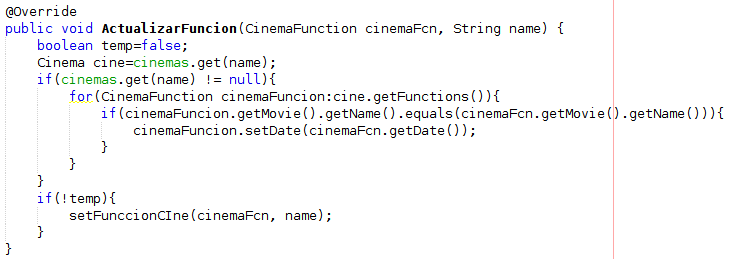 @Override
public void ActualizarFuncion(CinemaFunction cinemaFcn, String name) {
    boolean temp=false;
    Cinema cine=cinemas.get(name);
    if(cinemas.get(name) != null){
        for(CinemaFunction cinemaFuncion:cine.getFunctions()){
            if(cinemaFuncion.getMovie().getName().equals(cinemaFcn.getMovie().getName())){
                cinemaFuncion.setDate(cinemaFcn.getDate());
            }
        }
    }
    if(!temp){
        setFunccionCIne(cinemaFcn, name);
    }
}